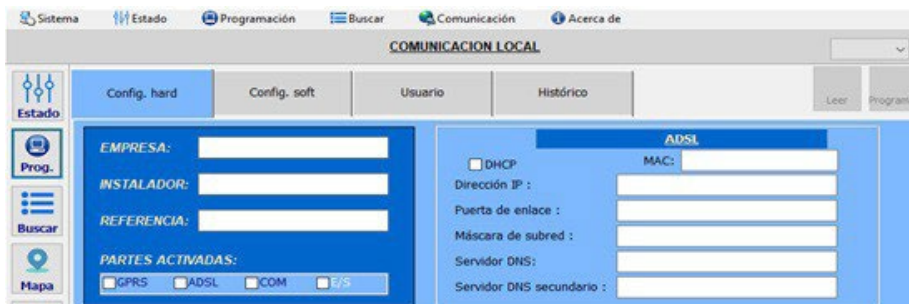 Sistema Estado Programación Buscar Comunicación Acerca de
COMUNICACION LOCAL
Estado
Config. hard Config. soft Usuario Histórico
Leer Program
Prog.
EMPRESA:
INSTALADOR:
REFERENCIA:
PARTES ACTIVADAS:
GPRS ADSL COM E/S
ADSL
DHCP MAC:
Dirección IP :
Puerta de enlace :
Máscara de subred :
Servidor DNS:
Servidor DNS secundario :
Buscar
Mapa